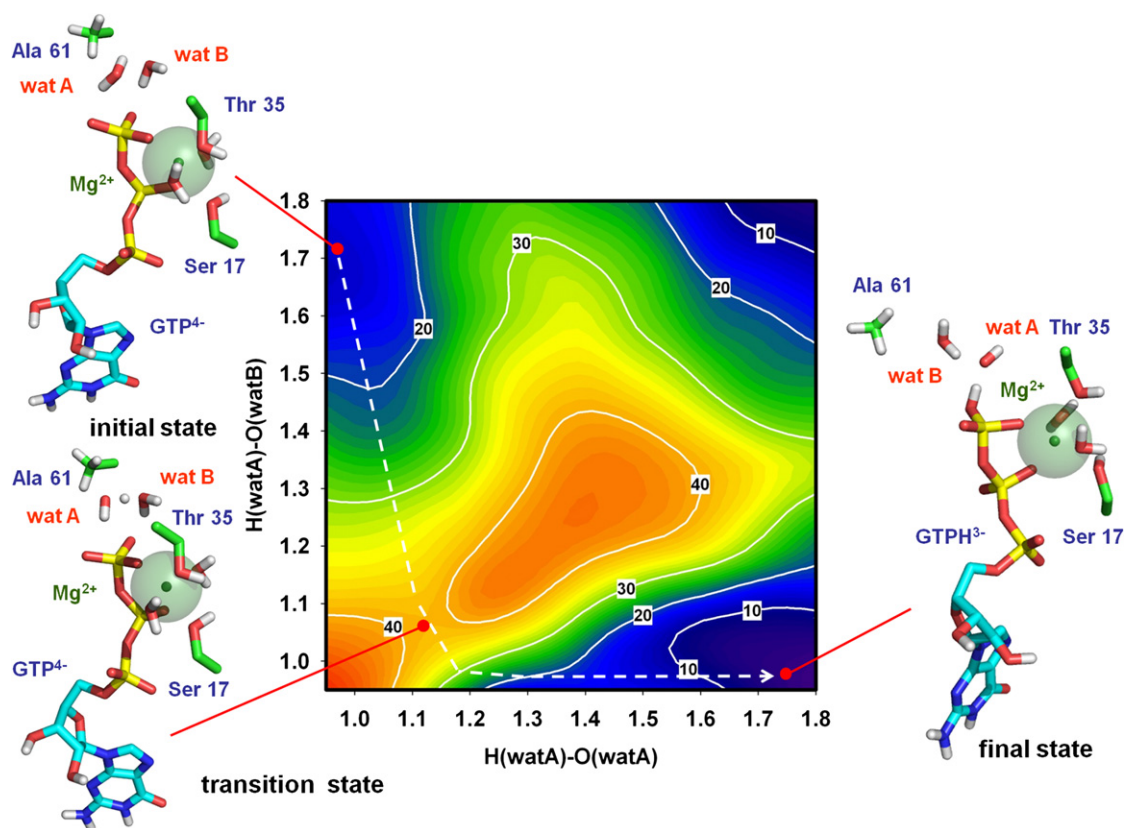 Ala 61
wat B
wat A
Thr 35
Mg2+
Ser 17
GTP4-
initial state
Ala 61
wat B
wat A
Thr 35
Mg2+
GTP4-
Ser 17
transition state
H(watA)-O(watB)
1.8
1.7
1.6
1.5
1.4
1.3
1.2
1.1
1.0
10
30
20
20
40
30
20
10
40
10
1.0 1.1 1.2 1.3 1.4 1.5 1.6 1.7 1.8
H(watA)-O(watA)
Ala 61
wat A
Thr 35
wat B
Mg2+
GTPH3-
Ser 17
final state